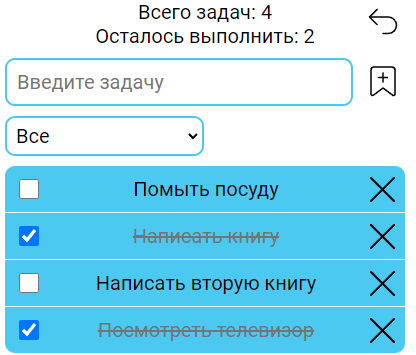 Всего задач: 4
Осталось выполнить: 2
Введите задачу
Все
Помыть посуду
Написать книгу
Написать вторую книгу
Посмотреть телевизор